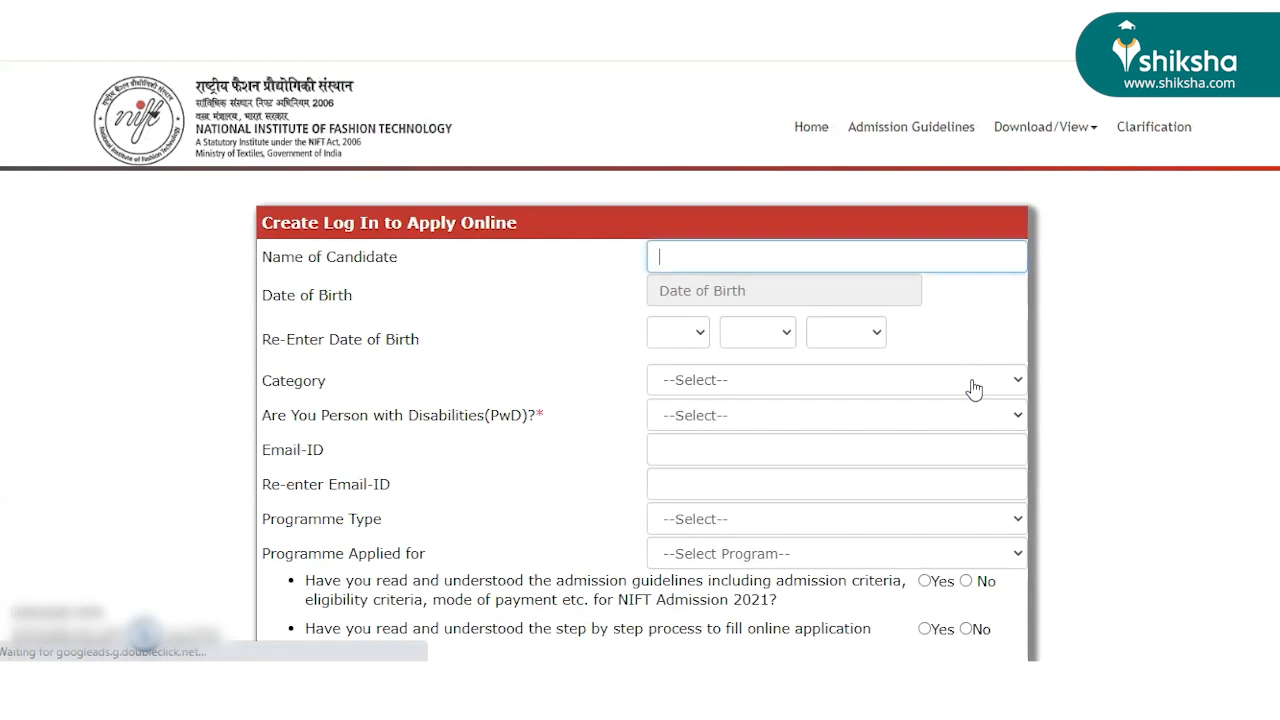 shiksha
www.shiksha.com
राष्ट्रीय फैशन प्रौद्योगिकी संस्थान
सांविधिक संस्थान निफ्ट अधिनियम 2006
वस्त्र मंत्रालय, भारत सरकार
NATIONAL INSTITUTE OF FASHION TECHNOLOGY
A Statutory Institute under the NIFT Act, 2006
Ministry of Textiles, Government of India
nift
National Institute of Fashion Technology
Home Admission Guidelines Download/View Clarification
Create Log In to Apply Online
Name of Candidate
Date of Birth Date of Birth
Re-Enter Date of Birth
Category --Select--
Are You Person with Disabilities(PwD)?* --Select--
Email-ID
Re-enter Email-ID
Programme Type --Select--
Programme Applied for --Select Program--
• Have you read and understood the admission guidelines including admission criteria, Yes No
eligibility criteria, mode of payment etc. for NIFT Admission 2021?
• Have you read and understood the step by step process to fill online application Yes No
Waiting for googleads.g.doubleclick.net...